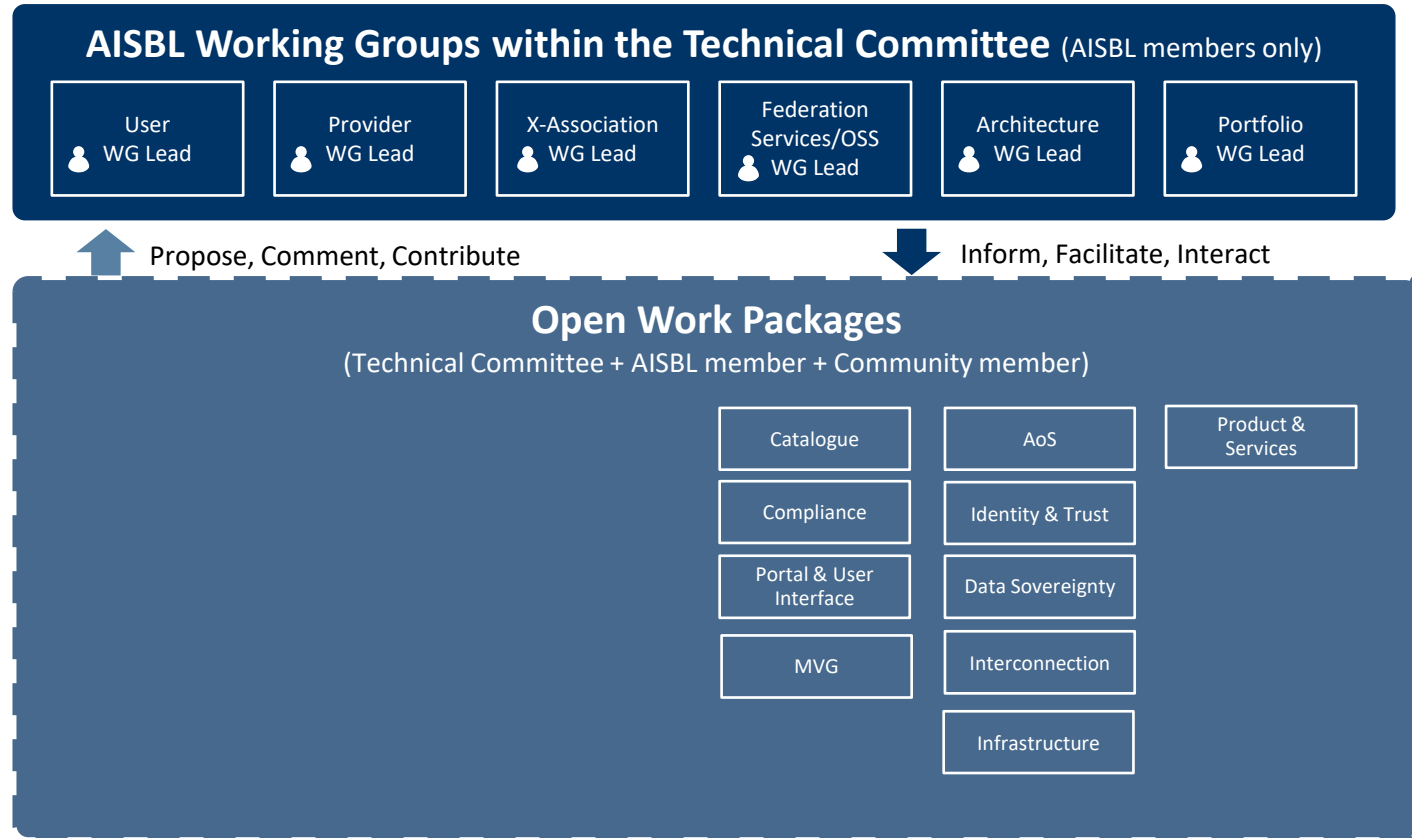 AISBL Working Groups within the Technical Committee (AISBL members only)
User
WG Lead
Provider
WG Lead
X-Association
WG Lead
Federation
Services/OSS
WG Lead
Architecture
WG Lead
Portfolio
WG Lead
Propose, Comment, Contribute
Inform, Facilitate, Interact
Open Work Packages
(Technical Committee + AISBL member + Community member)
Catalogue
Compliance
Portal & User
Interface
MVG
AoS
Identity & Trust
Data Sovereignty
Interconnection
Infrastructure
Product &
Services